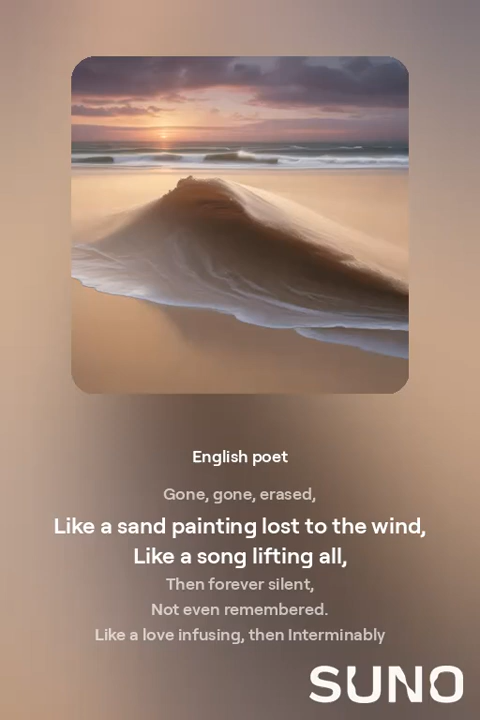 English poet
Gone, gone, erased,
Like a sand painting lost to the wind,
Like a song lifting all,
Then forever silent,
Not even remembered.
Like a love infusing, then Interminably
SUNO